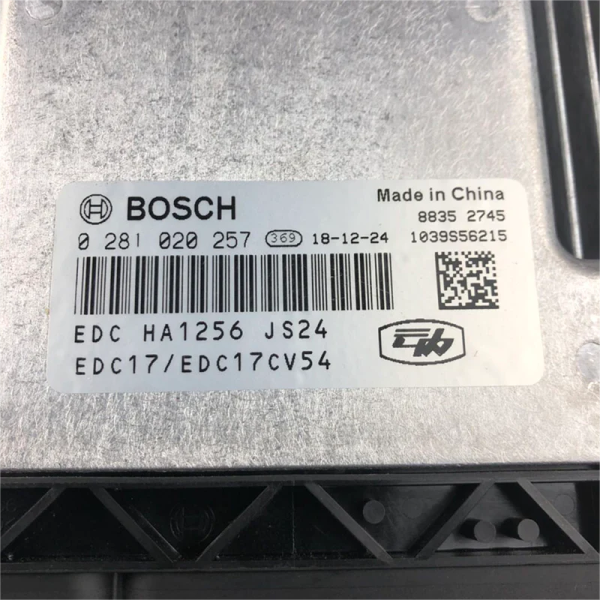 BOSCH
Made in China
8835 2745
0 281 020 257 369 18-12-24 1039S56215
EDC HA1256 JS24
EDC17/EDC17CV54